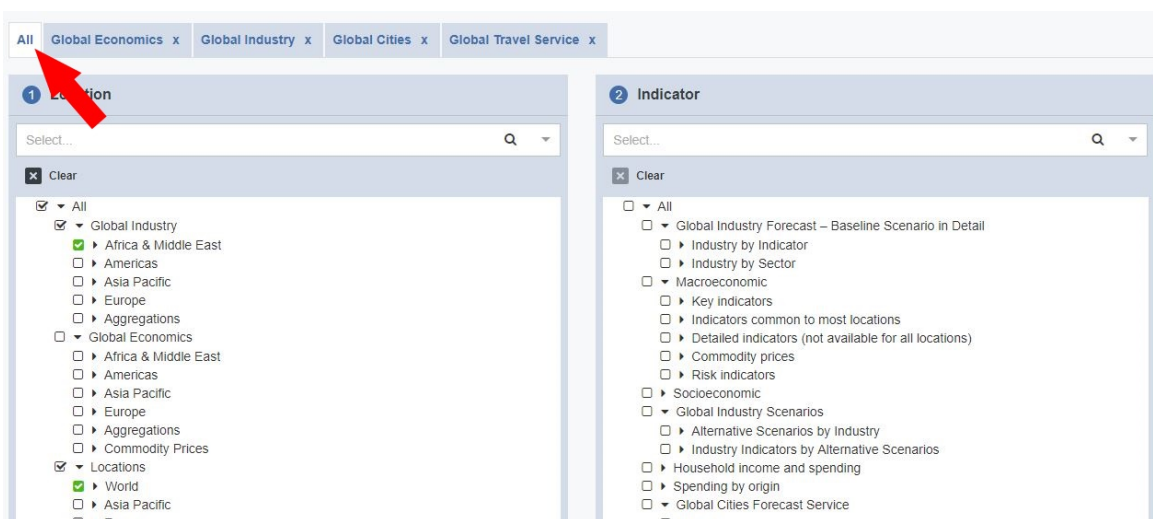 All Global Economics x Global Industry x Global Cities x Global Travel Service x
1 Location
Select...
Clear
All
Global Industry
Africa & Middle East
Americas
Asia Pacific
Europe
Aggregations
Global Economics
Africa & Middle East
Americas
Asia Pacific
Europe
Aggregations
Commodity Prices
Locations
World
Asia Pacific
2 Indicator
Select...
Clear
All
Global Industry Forecast – Baseline Scenario in Detail
Industry by Indicator
Industry by Sector
Macroeconomic
Key indicators
Indicators common to most locations
Detailed indicators (not available for all locations)
Commodity prices
Risk indicators
Socioeconomic
Global Industry Scenarios
Alternative Scenarios by Industry
Industry Indicators by Alternative Scenarios
Household income and spending
Spending by origin
Global Cities Forecast Service